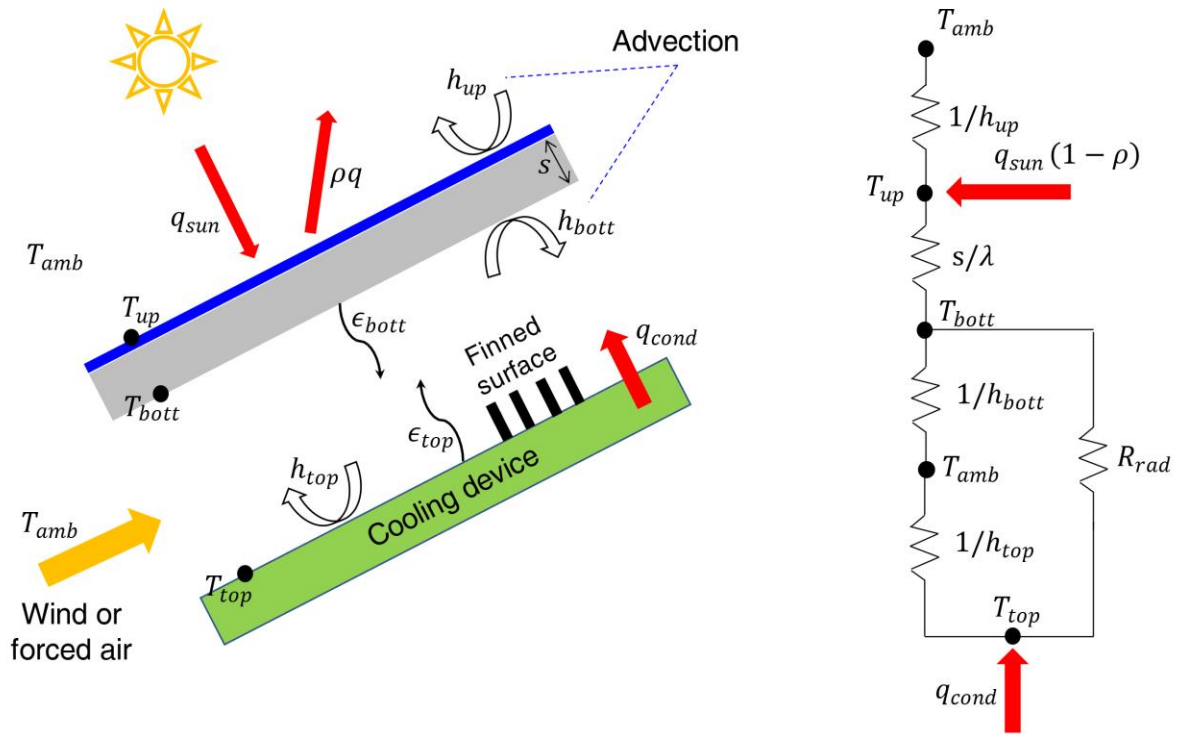 Advection
h_up
ρq
q_sun
s
h_bott
T_amb
T_up
T_bott
ϵ_bott
Finned
surface
q_cond
ϵ_top
h_top
Cooling device
T_amb
T_top
Wind or
forced air
T_amb
1/h_up
q_sun (1 − ρ)
T_up
s/λ
T_bott
1/h_bott
T_amb
R_rad
1/h_top
T_top
q_cond